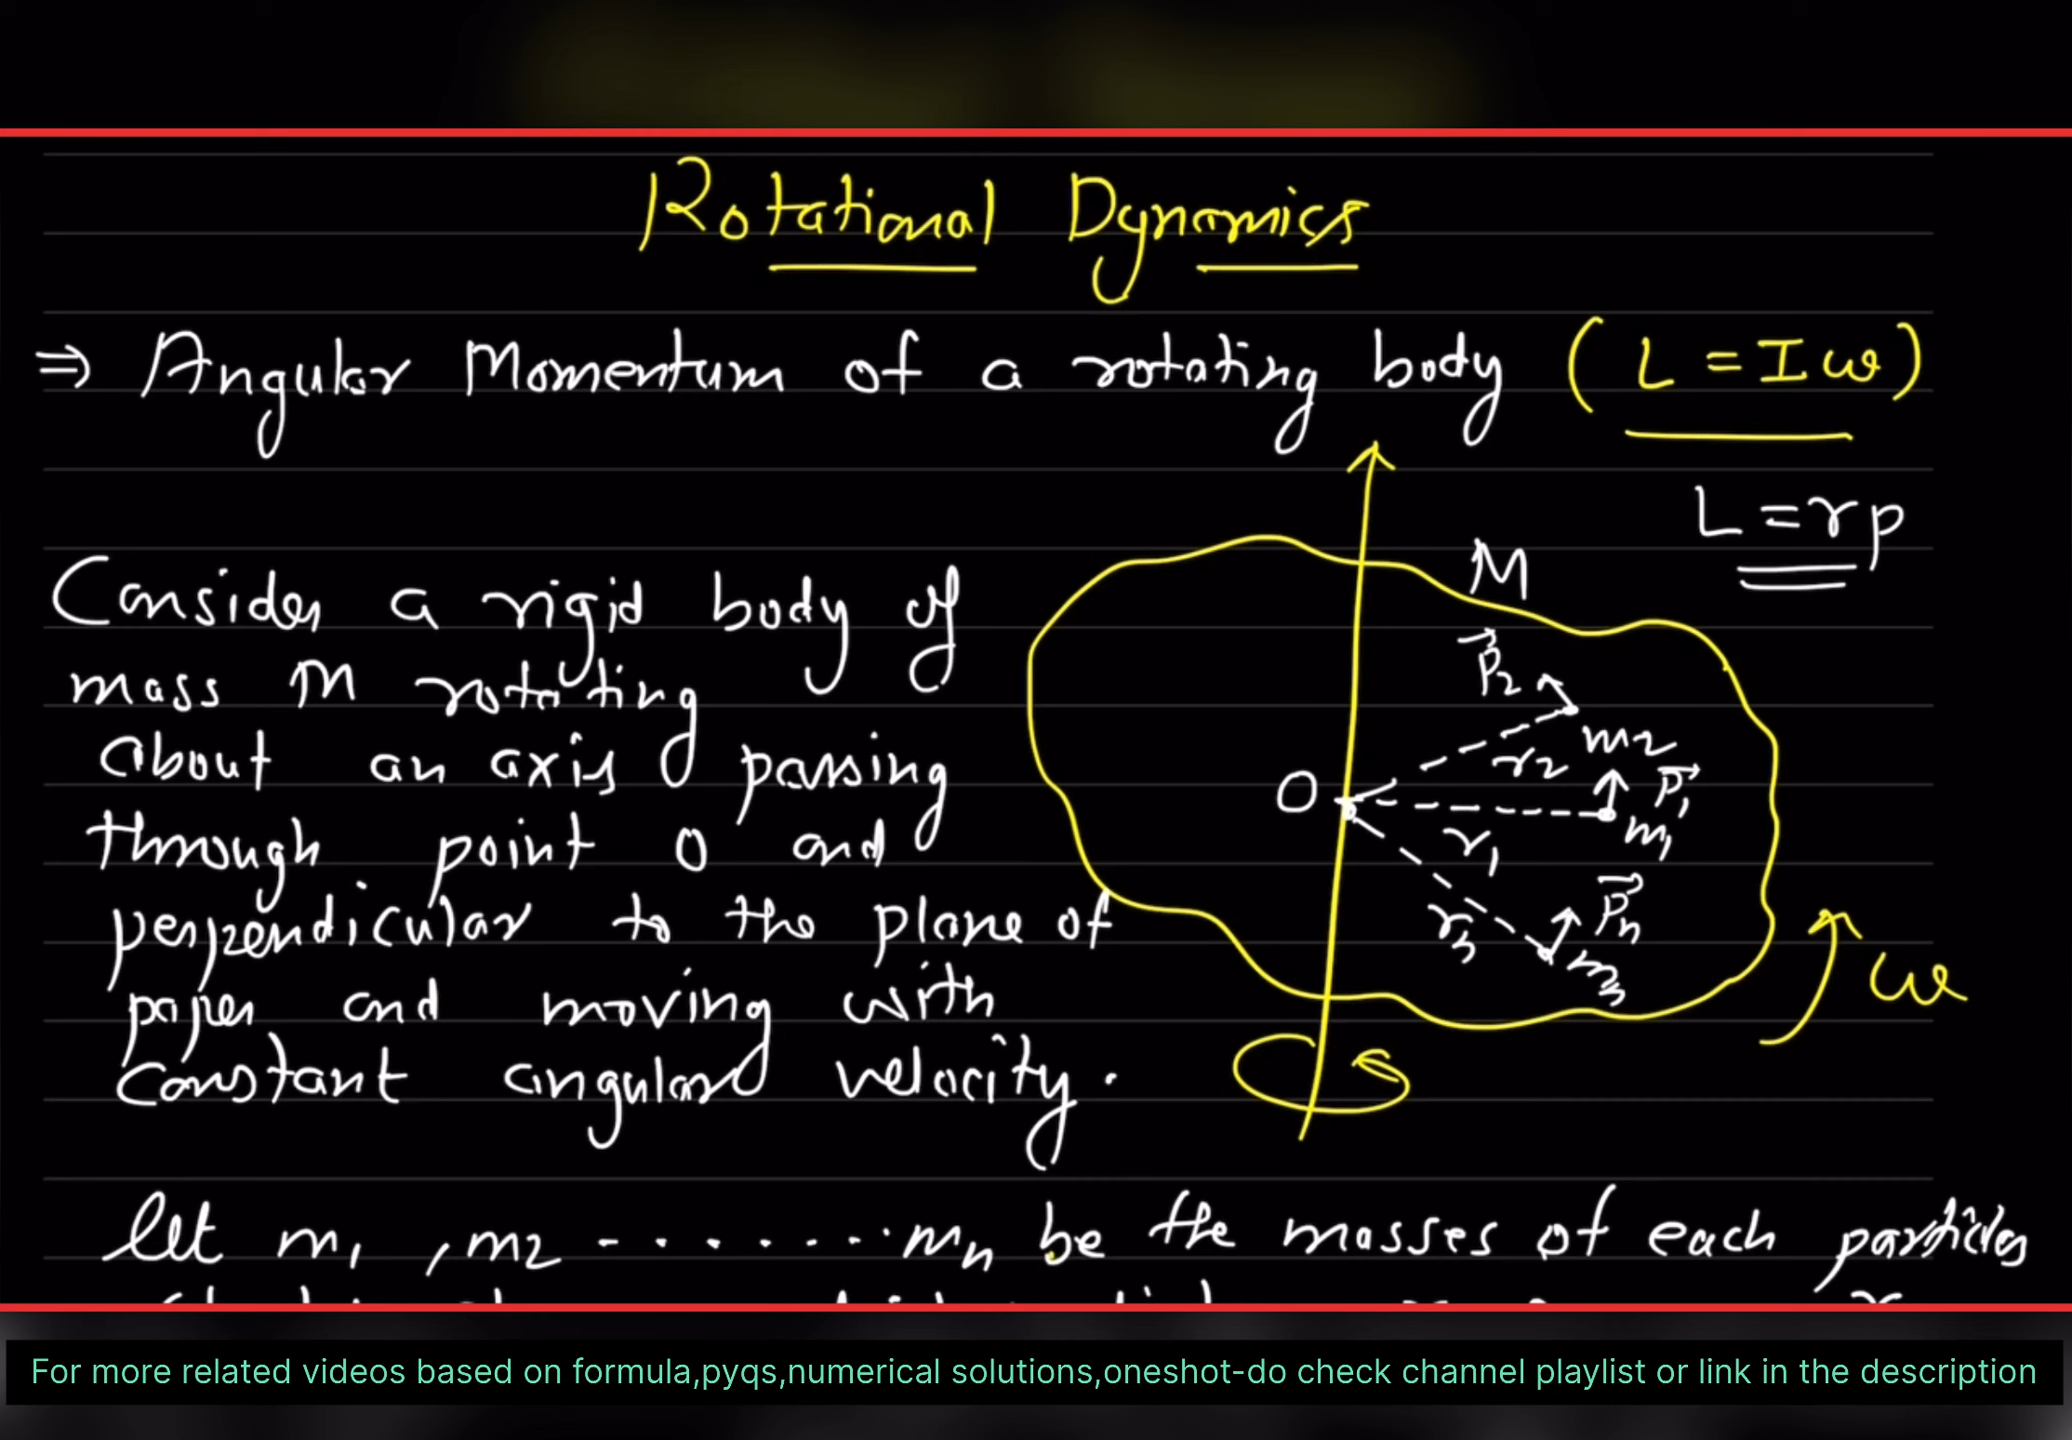 Rotational Dynamics
⇒ Angular Momentum of a rotating body (L = Iω)
L = rp
Consider a rigid body of
mass M rotating
about an axis passing
through point O and
perpendicular to the plane of
paper and moving with
constant angular velocity.
M
P⃗2
m2
r2
P⃗1
O
m1
r1
P⃗n
r3
m3
ω
let m1, m2 - - - - - - - mn be the masses of each particles
For more related videos based on formula,pyqs,numerical solutions,oneshot-do check channel playlist or link in the description